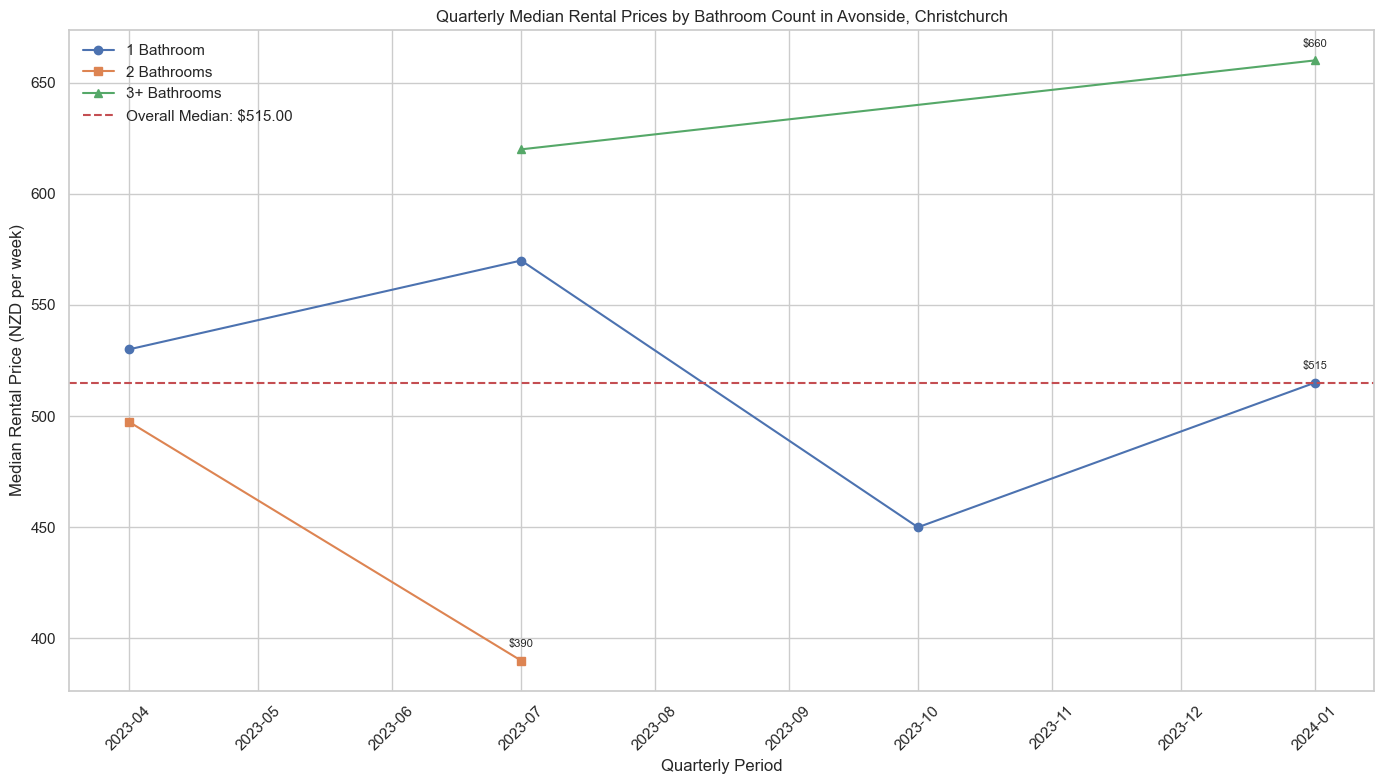 Quarterly Median Rental Prices by Bathroom Count in Avonside, Christchurch
1 Bathroom
2 Bathrooms
3+ Bathrooms
Overall Median: $515.00
$660
$515
$390
Median Rental Price (NZD per week)
650
600
550
500
450
400
2023-04
2023-05
2023-06
2023-07
2023-08
2023-09
2023-10
2023-11
2023-12
2024-01
Quarterly Period